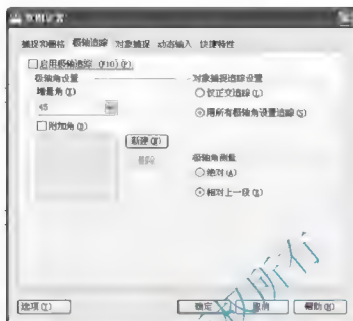 草图设置
捕捉和栅格 极轴追踪 对象捕捉 动态输入 快捷特性
启用极轴追踪 (F10)(P)
极轴角设置
增量角(I)
45
附加角(D)
新建(N)
删除
对象捕捉追踪设置
仅正交追踪(L)
用所有极轴角设置追踪(S)
极轴角测量
绝对(A)
相对上一段(R)
选项(T)...
确定
取消
帮助(H)
权所有